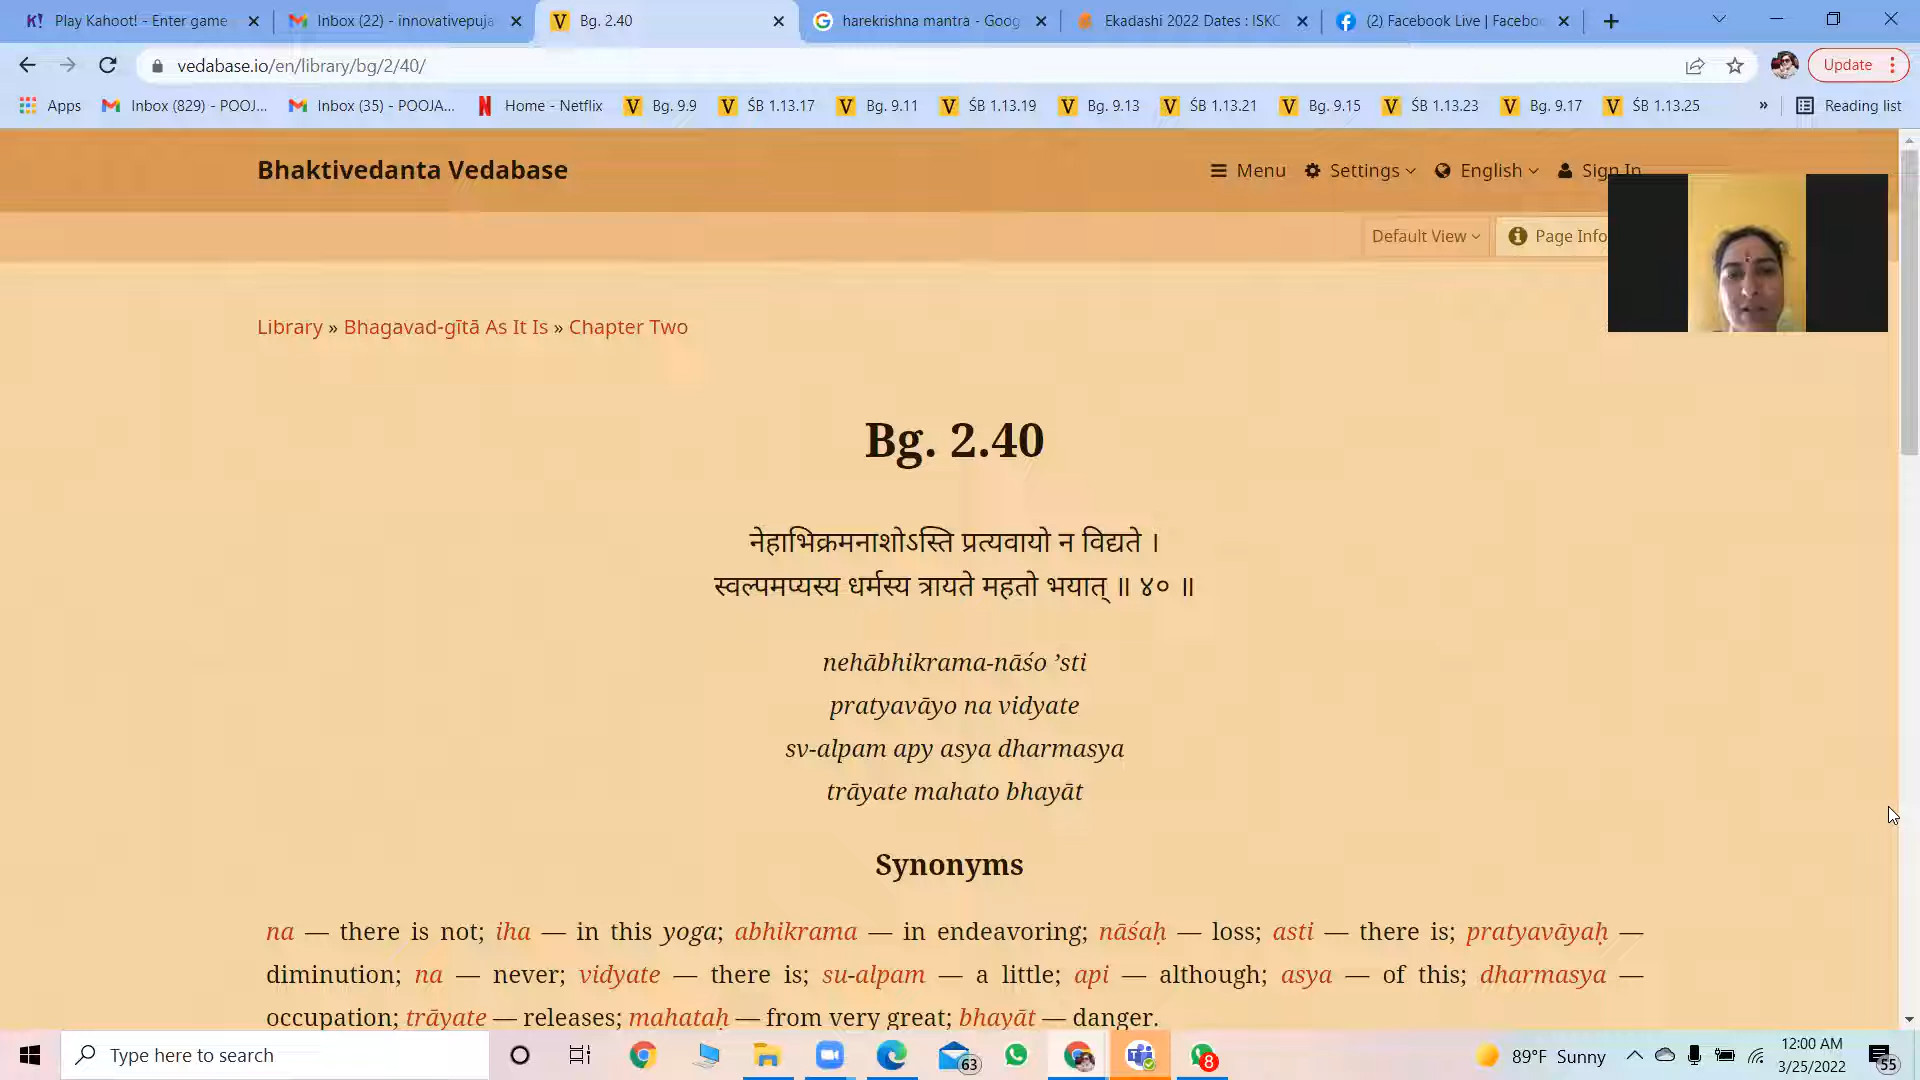 Play Kahoot! - Enter game
Inbox (22) - innovativepuja
Bg. 2.40
harekrishna mantra - Goog
Ekadashi 2022 Dates : ISKC
(2) Facebook Live | Facebo
vedabase.io/en/library/bg/2/40/
Update
Apps
Inbox (829) - POOJ...
Inbox (35) - POOJA...
Home - Netflix
Bg. 9.9
ŚB 1.13.17
Bg. 9.11
ŚB 1.13.19
Bg. 9.13
ŚB 1.13.21
Bg. 9.15
ŚB 1.13.23
Bg. 9.17
ŚB 1.13.25
»
Reading list
Bhaktivedanta Vedabase
Menu
Settings
English
Sign In
Default View
Page Info
Library » Bhagavad-gītā As It Is » Chapter Two
Bg. 2.40
नेहाभिक्रमनाशोऽस्ति प्रत्यवायो न विद्यते ।
स्वल्पमप्यस्य धर्मस्य त्रायते महतो भयात् ॥ ४० ॥
nehābhikrama-nāśo ’sti
pratyavāyo na vidyate
sv-alpam apy asya dharmasya
trāyate mahato bhayāt
Synonyms
na — there is not; iha — in this yoga; abhikrama — in endeavoring; nāśaḥ — loss; asti — there is; pratyavāyaḥ —
diminution; na — never; vidyate — there is; su-alpam — a little; api — although; asya — of this; dharmasya —
occupation; trāyate — releases; mahataḥ — from very great; bhayāt — danger.
Type here to search
63
8
89°F Sunny
12:00 AM
3/25/2022
55